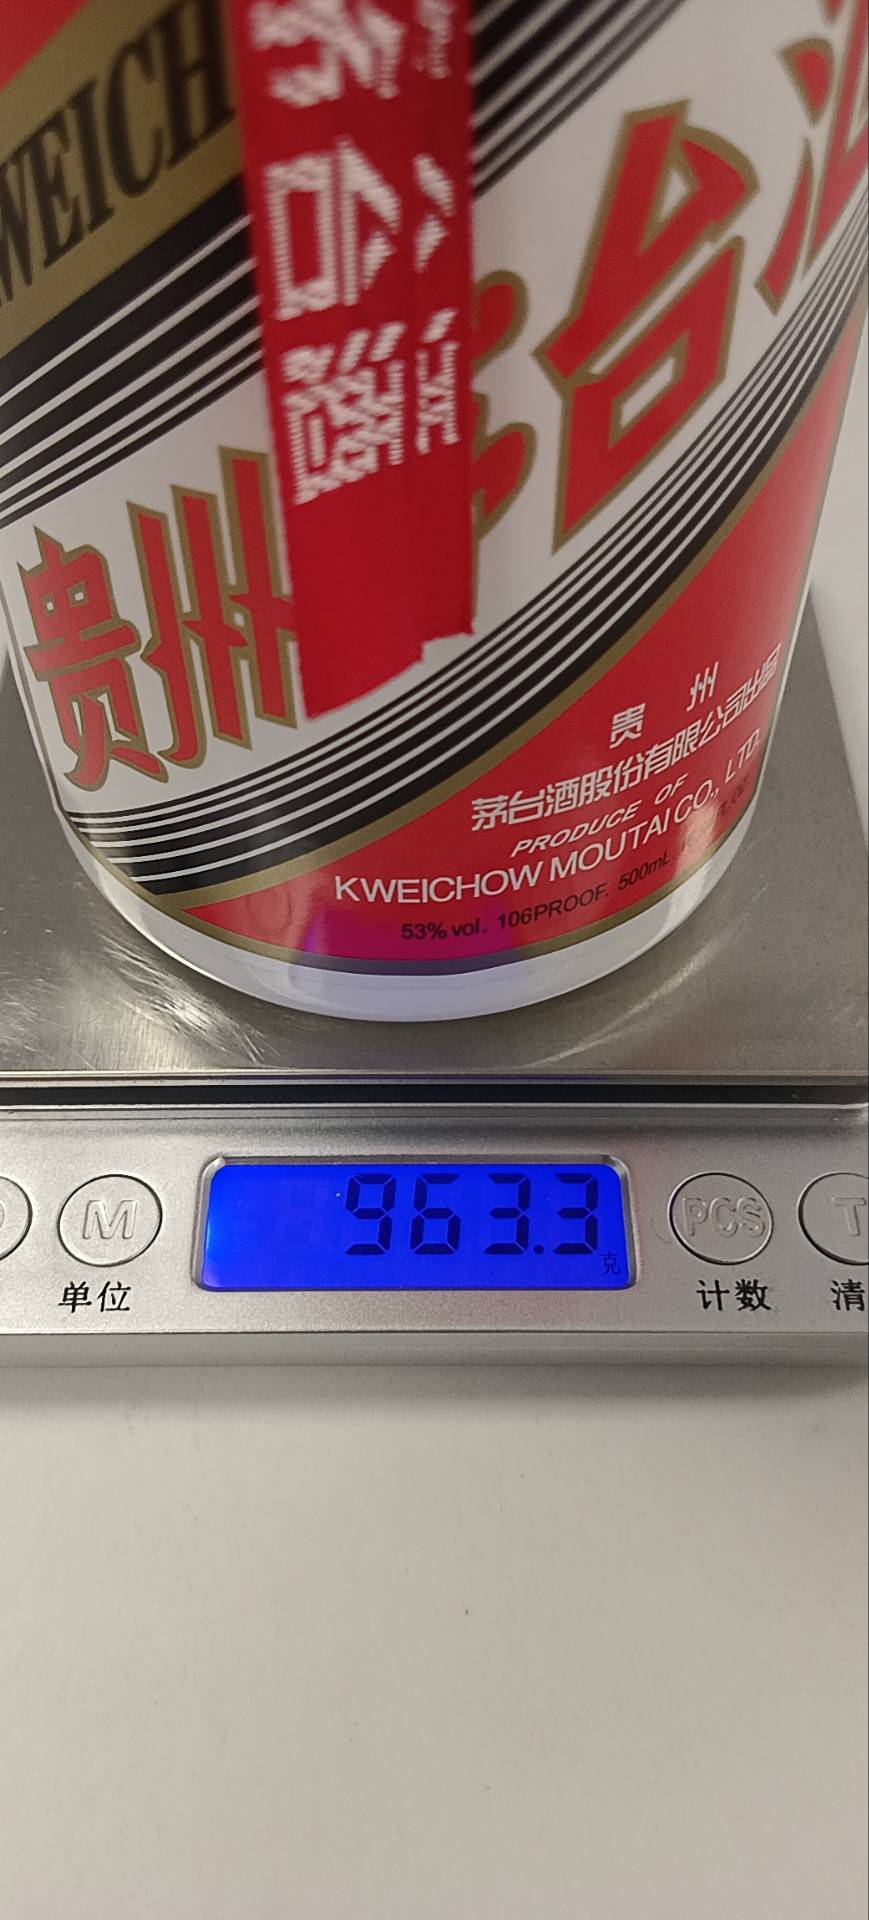 WEICH
台
贵州
贵 州
茅台酒股份有限公司出品
PRODUCE OF
KWEICHOW MOUTAI CO., LTD.
53% vol. 106PROOF. 500mL
963.3
克
M
PCS
T
单位
计数
清